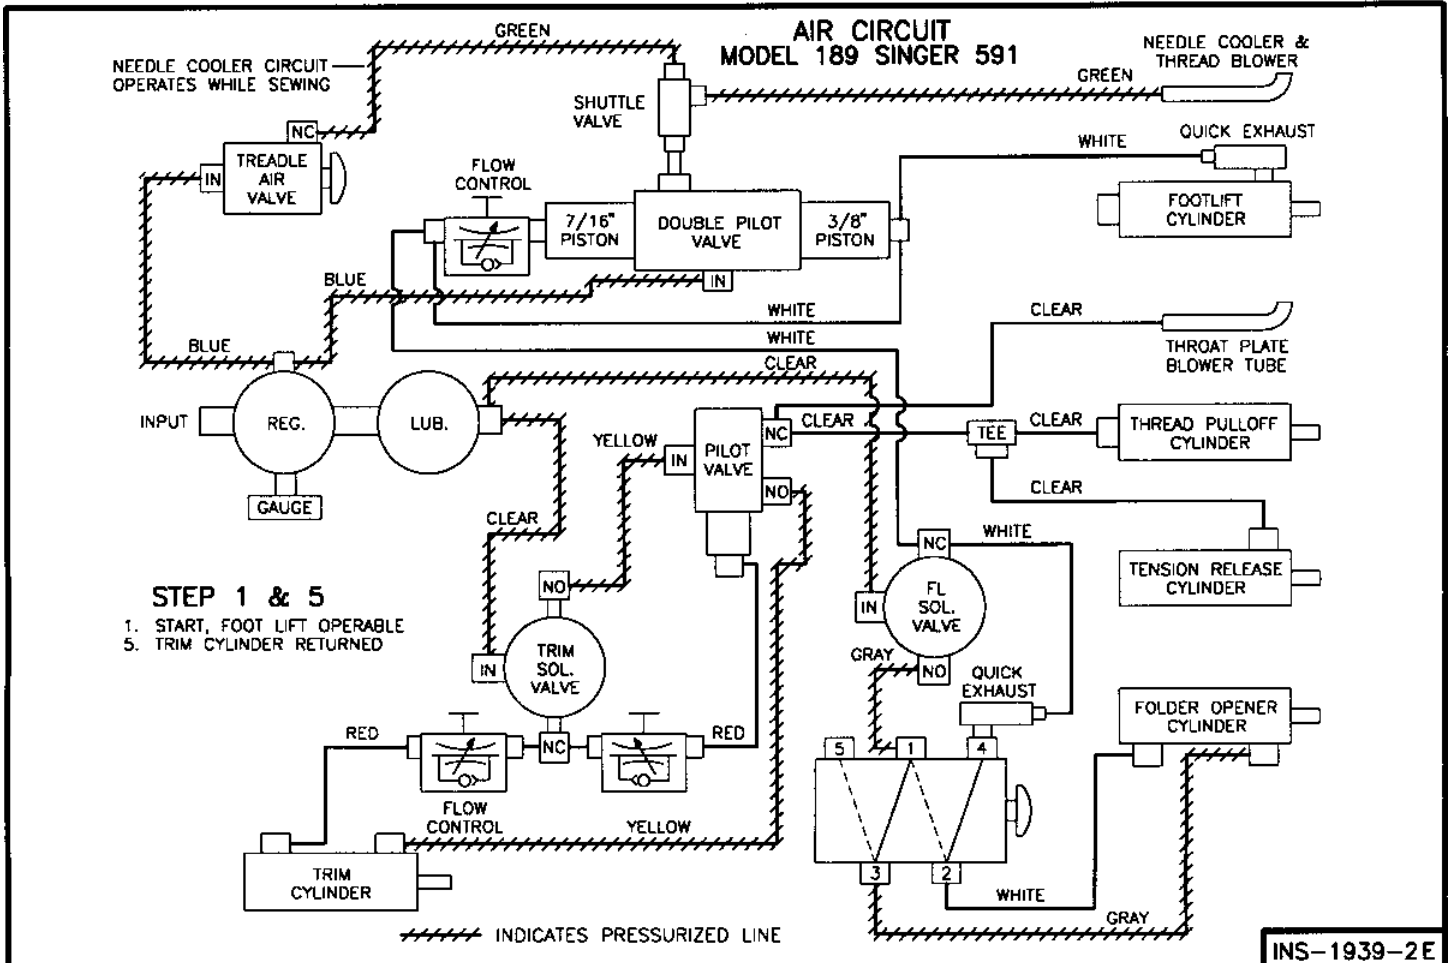 AIR CIRCUIT
MODEL 189 SINGER 591
GREEN
NEEDLE COOLER CIRCUIT
OPERATES WHILE SEWING
NEEDLE COOLER &
THREAD BLOWER
GREEN
SHUTTLE
VALVE
NC
TREADLE
AIR
VALVE
IN
FLOW
CONTROL
WHITE
QUICK EXHAUST
FOOTLIFT
CYLINDER
7/16"
PISTON
DOUBLE PILOT
VALVE
3/8"
PISTON
IN
BLUE
WHITE
WHITE
CLEAR
BLUE
CLEAR
THROAT PLATE
BLOWER TUBE
INPUT
REG.
LUB.
GAUGE
YELLOW
IN
PILOT
VALVE
NC
NO
CLEAR
TEE
CLEAR
THREAD PULLOFF
CYLINDER
CLEAR
CLEAR
WHITE
NC
TENSION RELEASE
CYLINDER
STEP 1 & 5
1. START, FOOT LIFT OPERABLE
5. TRIM CYLINDER RETURNED
NO
IN
FL
SOL.
VALVE
IN
TRIM
SOL.
VALVE
GRAY
NO
QUICK
EXHAUST
FOLDER OPENER
CYLINDER
RED
NC
RED
5
1
4
FLOW
CONTROL
YELLOW
TRIM
CYLINDER
3
2
WHITE
GRAY
INDICATES PRESSURIZED LINE
INS-1939-2E